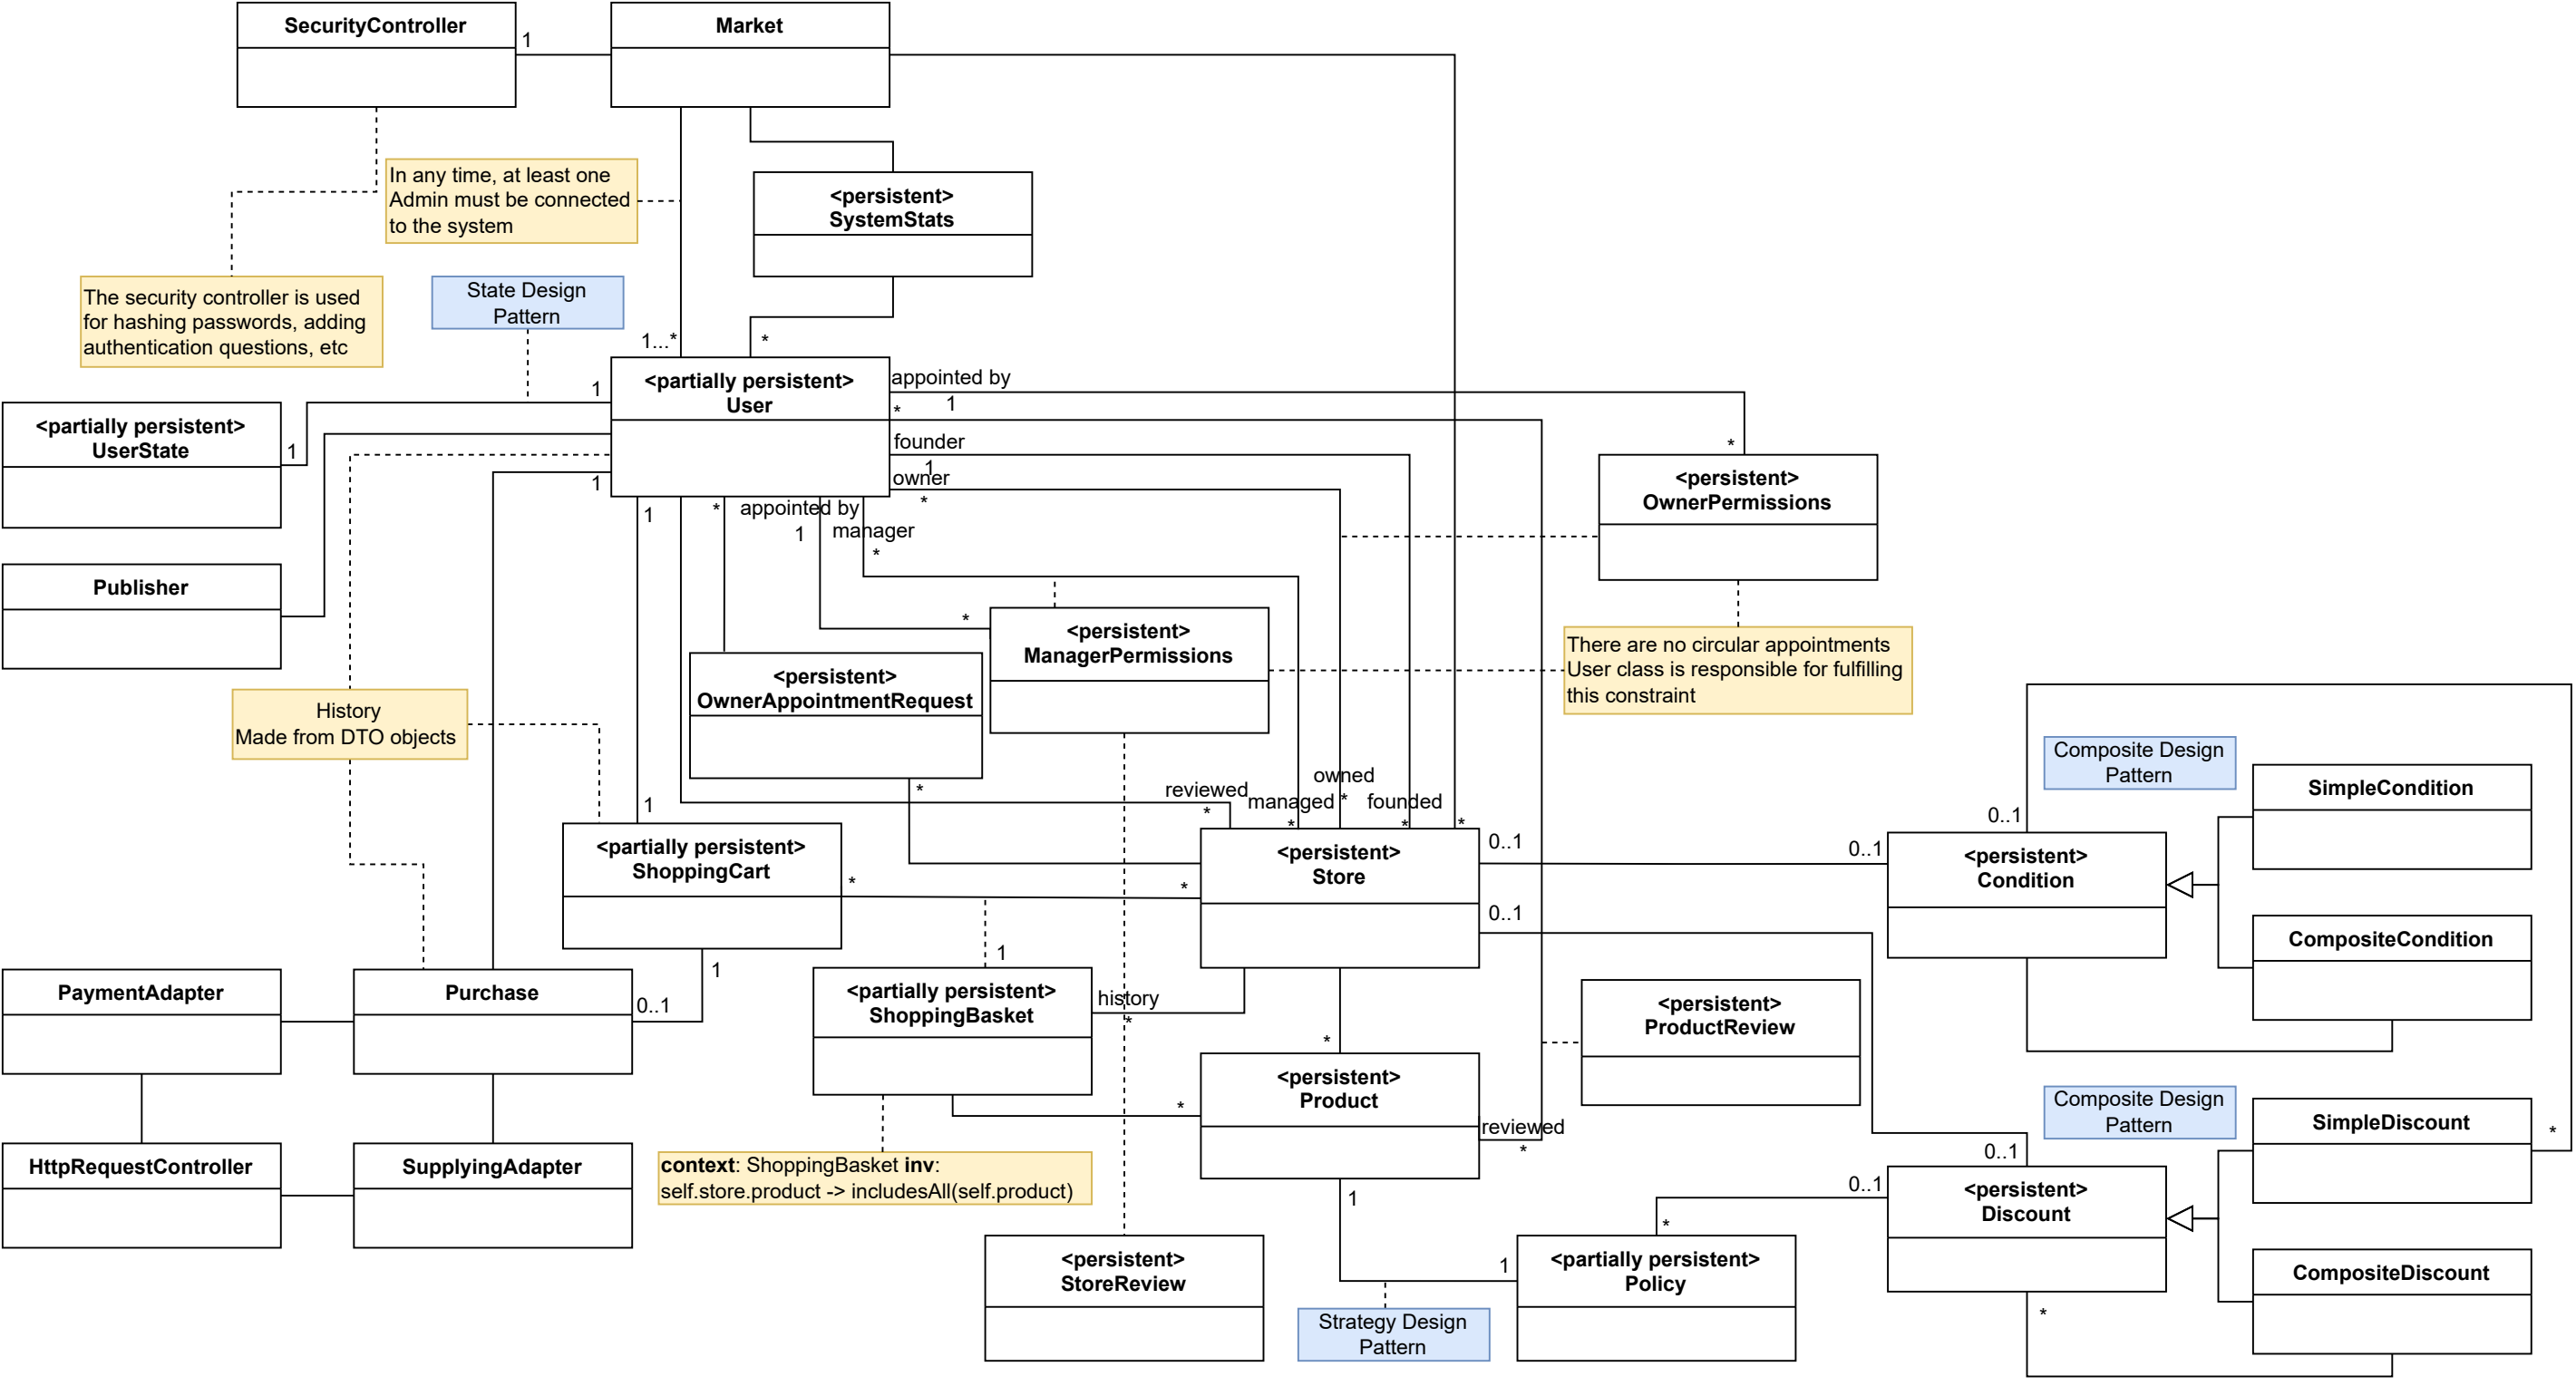 SecurityController
1
Market
In any time, at least one
Admin must be connected
to the system
<persistent>
SystemStats
The security controller is used
for hashing passwords, adding
authentication questions, etc
State Design
Pattern
1...*
*
1
<partially persistent>
User
appointed by
1
*
founder
1
owner
*
<partially persistent>
UserState
1
*
<persistent>
OwnerPermissions
1
1
*
appointed by
1
manager
*
Publisher
*
<persistent>
ManagerPermissions
There are no circular appointments
User class is responsible for fulfilling
this constraint
<persistent>
OwnerAppointmentRequest
History
Made from DTO objects
*
1
reviewed
*
managed
*
owned
*
founded
*
*
Composite Design
Pattern
SimpleCondition
0..1
<partially persistent>
ShoppingCart
*
*
<persistent>
Store
0..1
0..1
<persistent>
Condition
0..1
CompositeCondition
1
1
0..1
PaymentAdapter
Purchase
<partially persistent>
ShoppingBasket
history
*
*
<persistent>
ProductReview
<persistent>
Product
*
reviewed
*
Composite Design
Pattern
SimpleDiscount
*
HttpRequestController
SupplyingAdapter
context: ShoppingBasket inv:
self.store.product -> includesAll(self.product)
0..1
0..1
<persistent>
Discount
1
*
1
<persistent>
StoreReview
<partially persistent>
Policy
Strategy Design
Pattern
CompositeDiscount
*